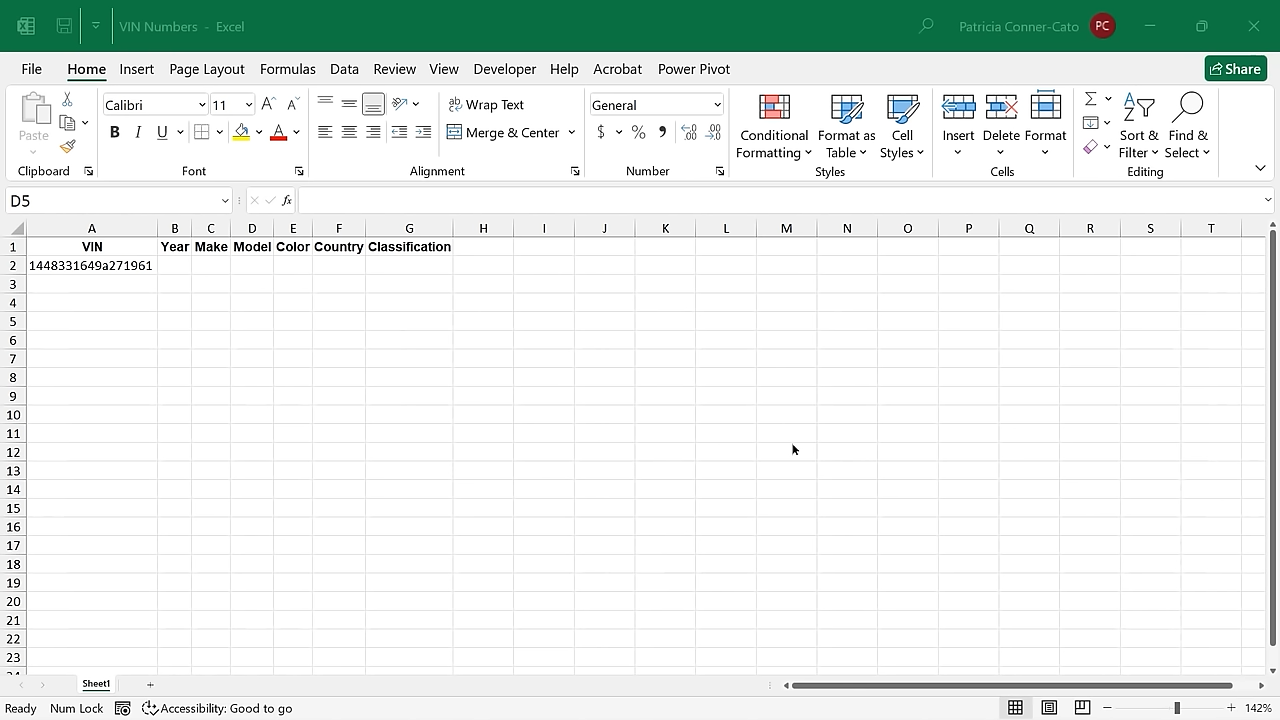 VIN Numbers - Excel
Patricia Conner-Cato PC
File Home Insert Page Layout Formulas Data Review View Developer Help Acrobat Power Pivot Share
Paste
Clipboard
Calibri 11
B I U
Font
Wrap Text
Merge & Center
Alignment
General
$ % 9
Number
Conditional Formatting
Format as Table
Cell Styles
Styles
Insert Delete Format
Cells
Sort & Filter
Find & Select
Editing
D5
fx
A B C D E F G H I J K L M N O P Q R S T
1 VIN Year Make Model Color Country Classification
2 1448331649a271961
3
4
5
6
7
8
9
10
11
12
13
14
15
16
17
18
19
20
21
22
23
Sheet1
Ready Num Lock Accessibility: Good to go
142%